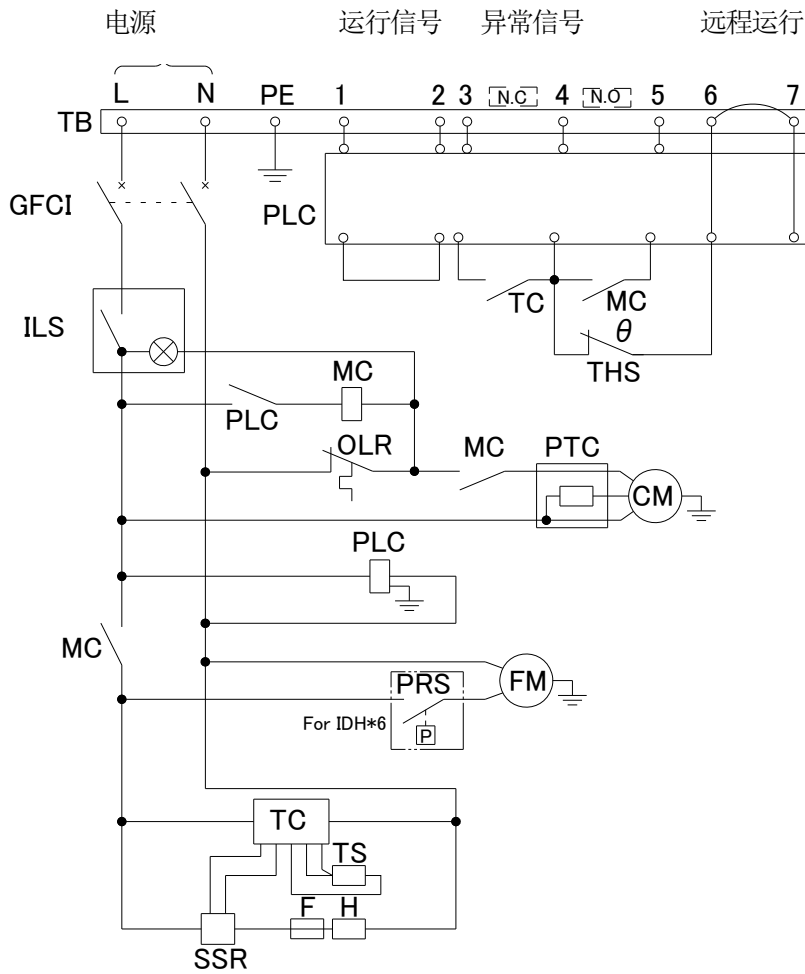 电源 运行信号 异常信号 远程运行
L N PE 1 2 3 N.C 4 N.O 5 6 7
TB
GFCI
PLC
TC MC
ILS
θ
THS
MC
PLC
OLR MC PTC
CM
PLC
MC
PRS FM
For IDH*6
P
TC
TS
F H
SSR